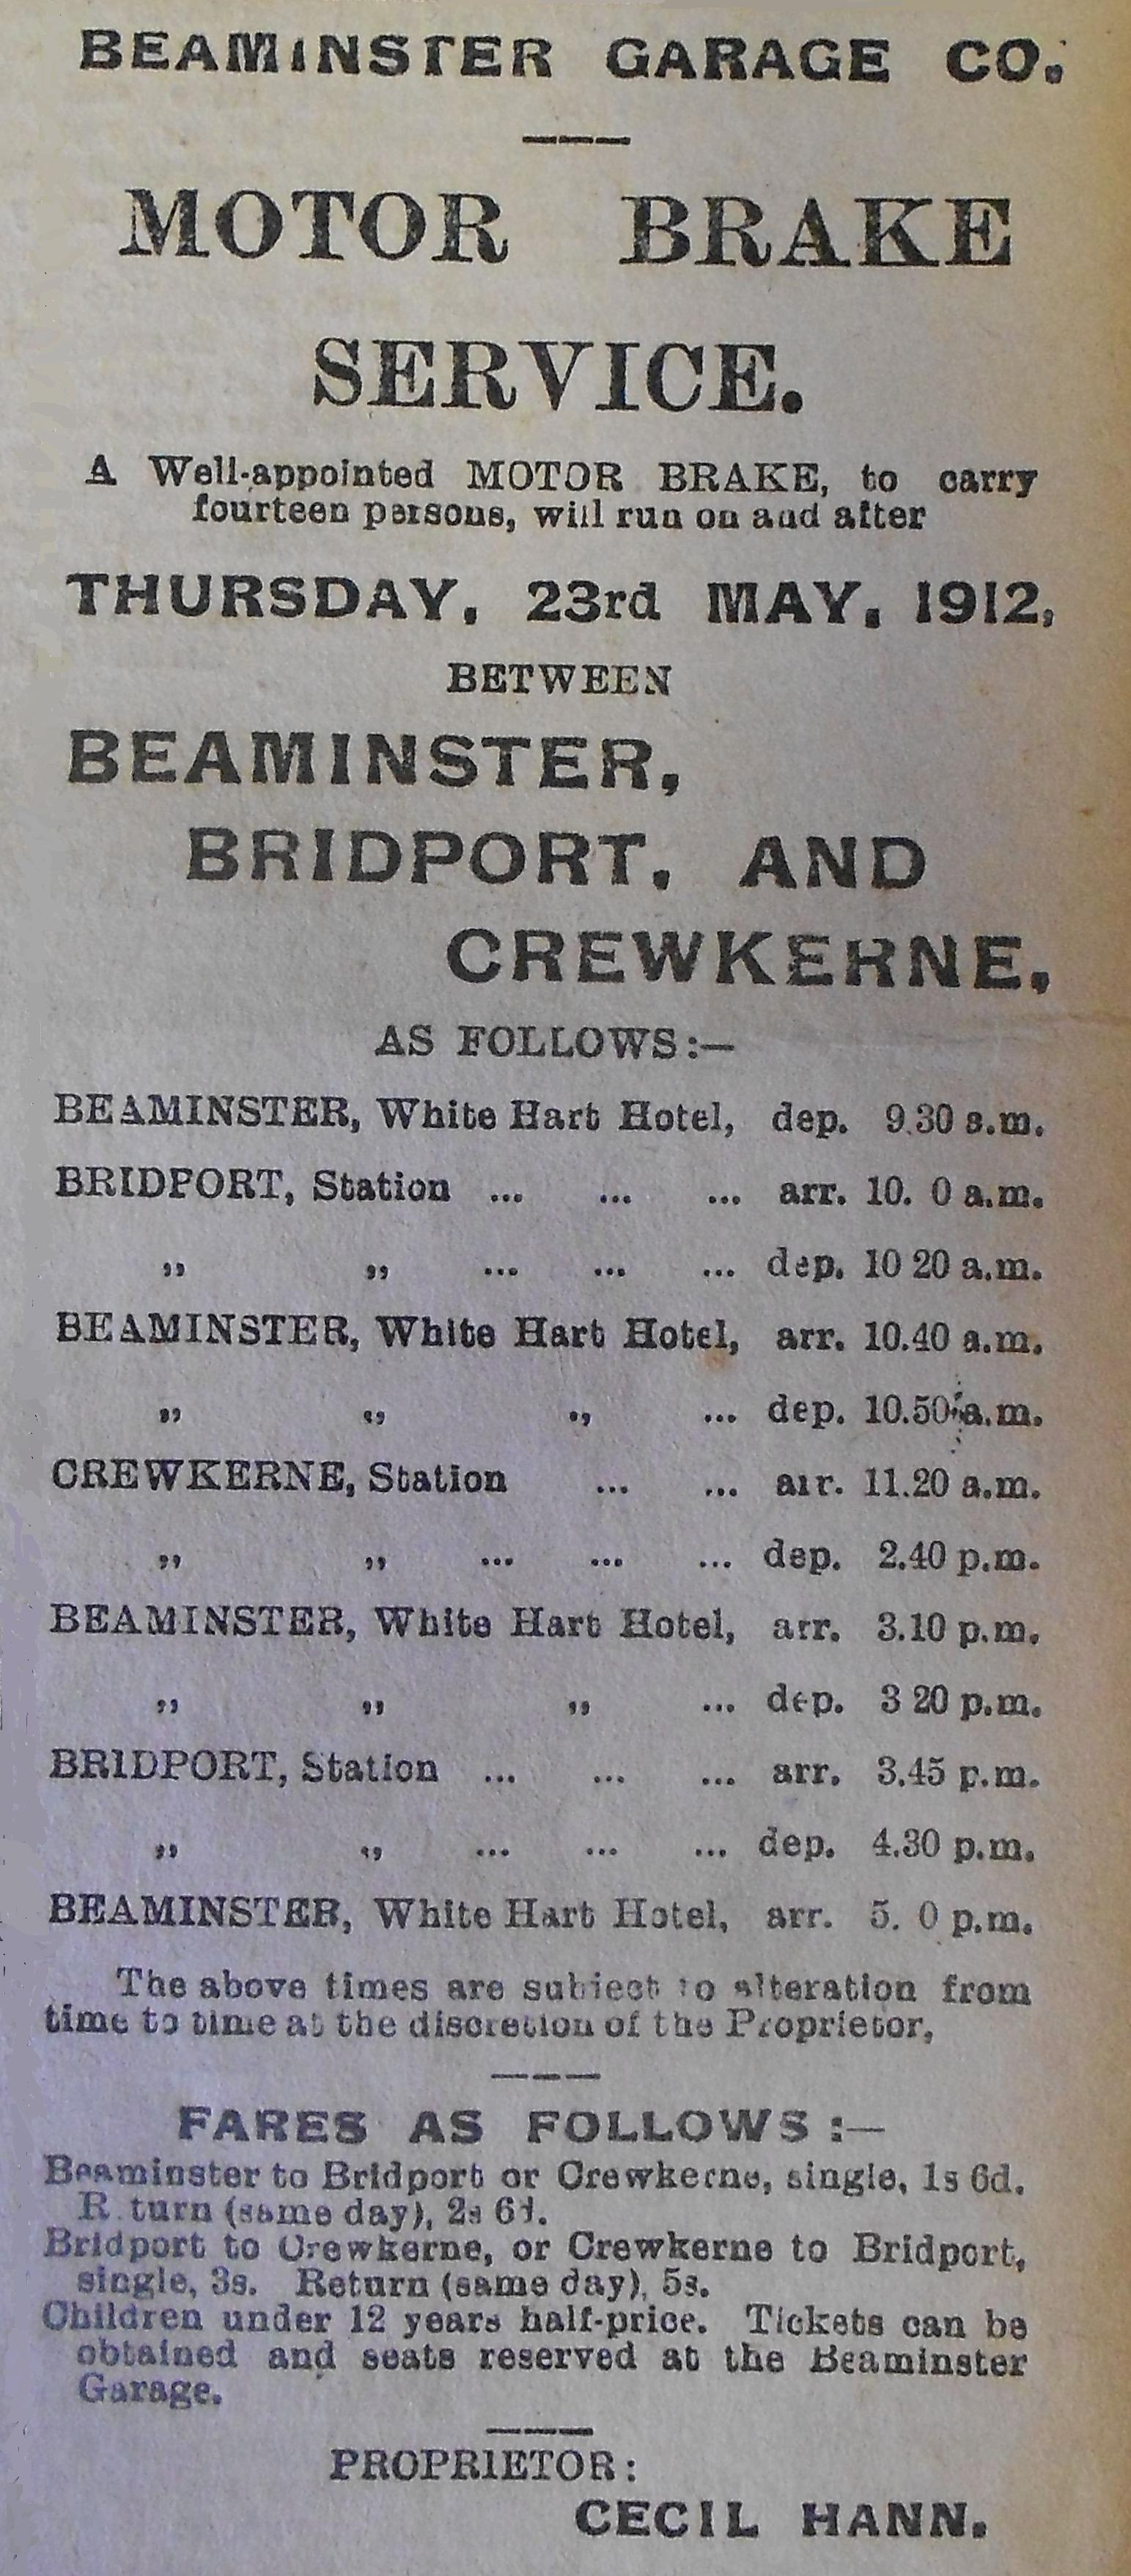 BEAMINSTER GARAGE CO.
MOTOR BRAKE
SERVICE.
A Well-appointed MOTOR BRAKE, to carry
fourteen persons, will run on and after
THURSDAY, 23rd MAY, 1912,
BETWEEN
BEAMINSTER,
BRIDPORT, AND
CREWKERNE,
AS FOLLOWS:—
BEAMINSTER, White Hart Hotel, dep. 9.30 a.m.
BRIDPORT, Station ... ... ... arr. 10. 0 a.m.
„ „ ... ... ... dep. 10 20 a.m.
BEAMINSTER, White Hart Hotel, arr. 10.40 a.m.
„ „ „ ... dep. 10.50 a.m.
CREWKERNE, Station ... ... arr. 11.20 a.m.
„ „ ... ... ... dep. 2.40 p.m.
BEAMINSTER, White Hart Hotel, arr. 3.10 p.m.
„ „ „ ... dep. 3 20 p.m.
BRIDPORT, Station ... ... ... arr. 3.45 p.m.
„ „ ... ... ... dep. 4.30 p.m.
BEAMINSTER, White Hart Hotel, arr. 5. 0 p.m.
The above times are subject to alteration from
time to time at the discretion of the Proprietor,
FARES AS FOLLOWS:—
Beaminster to Bridport or Crewkerne, single, 1s 6d.
R turn (same day), 2s 6d.
Bridport to Crewkerne, or Crewkerne to Bridport,
single, 3s. Return (same day), 5s.
Children under 12 years half-price. Tickets can be
obtained and seats reserved at the Beaminster
Garage.
PROPRIETOR:
CECIL HANN.